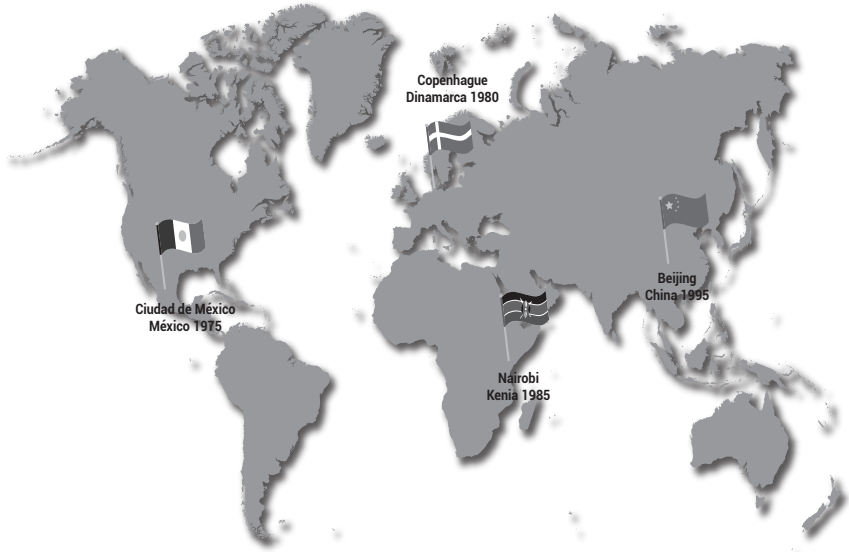 Copenhague
Dinamarca 1980
Ciudad de México
México 1975
Beijing
China 1995
Nairobi
Kenia 1985